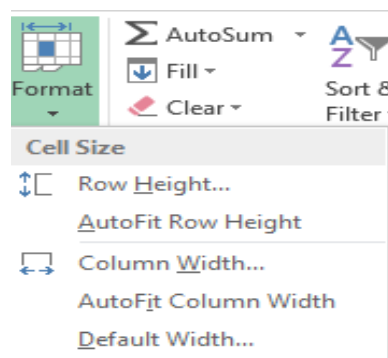 Format
AutoSum
Fill
Clear
Sort &
Filter
Cell Size
Row Height...
AutoFit Row Height
Column Width...
AutoFit Column Width
Default Width...